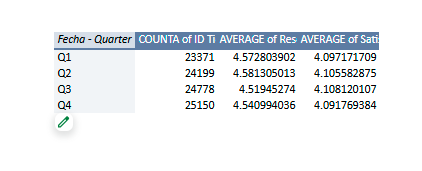 Fecha - Quarter COUNTA of ID Ti AVERAGE of Res AVERAGE of Sati
Q1 23371 4.572803902 4.097171709
Q2 24199 4.581305013 4.105582875
Q3 24778 4.51945274 4.108120107
Q4 25150 4.540994036 4.091769384